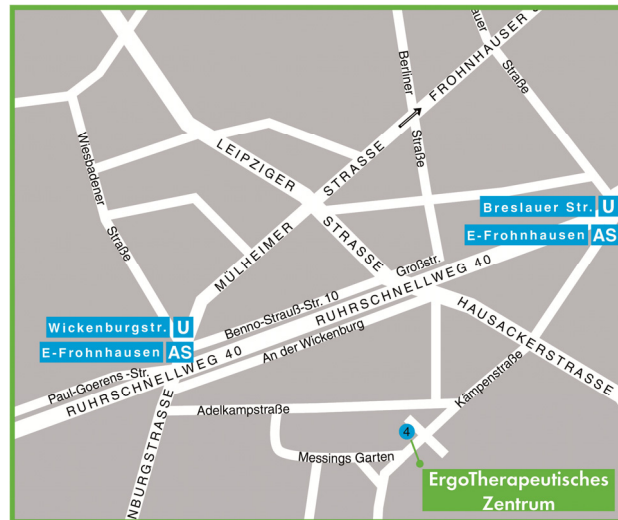 FROHNHAUSER
Berliner
Straße
Straße
Wiesbadener
Straße
LEIPZIGER
STRASSE
MÜLHEIMER
STRASSE
Breslauer Str. U
E-Frohnhausen AS
Großstr.
Benno-Strauß-Str. 10
RUHRSCHNELLWEG 40
An der Wickenburg
HAUSACKERSTRASSE
Wickenburgstr. U
E-Frohnhausen AS
Paul-Goerens-Str.
RUHRSCHNELLWEG 40
Kämpenstraße
Adelkampstraße
4
Messings Garten
NBURGSTRASSE
ErgoTherapeutisches
Zentrum